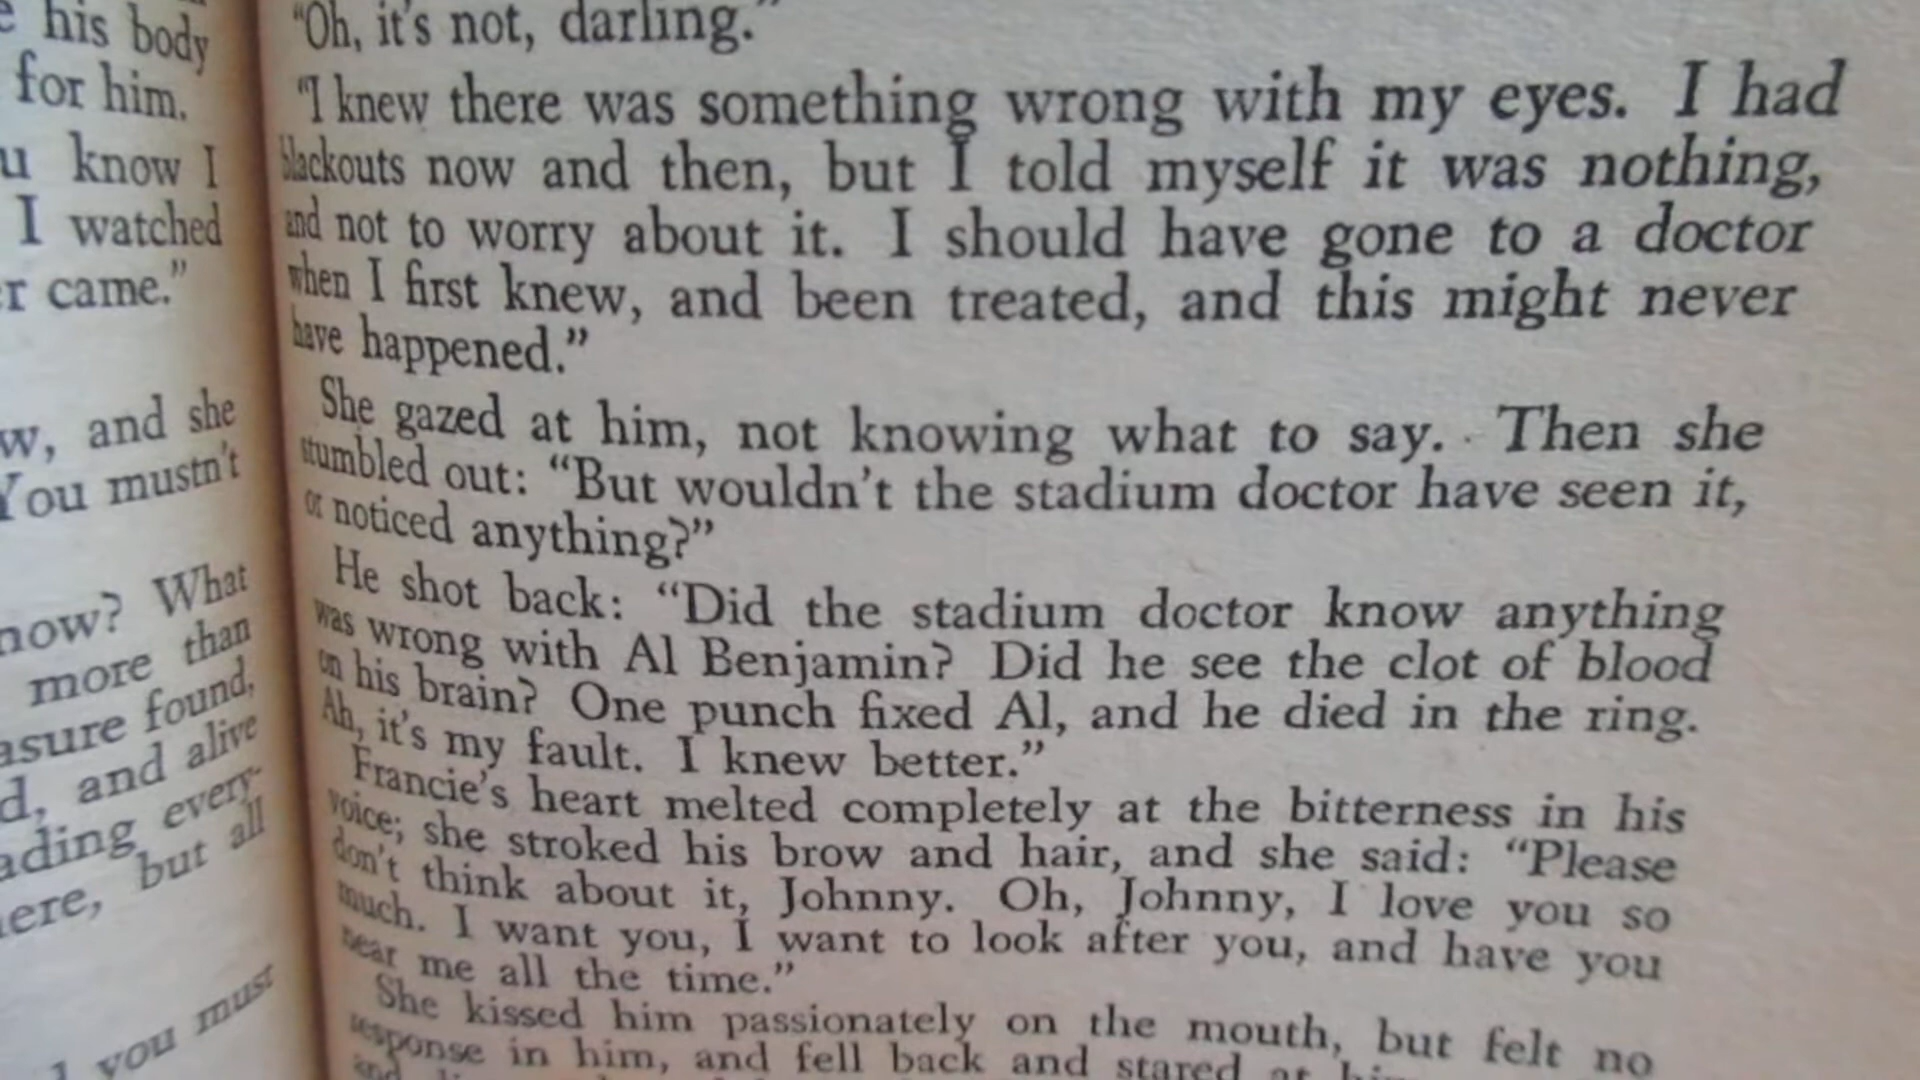 his body
for him.
know I
I watched
came."
and she
You mustn't
now? What
more than
found,
and alive
every-
but all
you must
"Oh, it's not, darling."
"I knew there was something wrong with my eyes. I had
blackouts now and then, but I told myself it was nothing,
and not to worry about it. I should have gone to a doctor
when I first knew, and been treated, and this might never
have happened."
She gazed at him, not knowing what to say. Then she
stumbled out: "But wouldn't the stadium doctor have seen it,
or noticed anything?"
He shot back: "Did the stadium doctor know anything
was wrong with Al Benjamin? Did he see the clot of blood
on his brain? One punch fixed Al, and he died in the ring.
Ah, it's my fault. I knew better."
Francie's heart melted completely at the bitterness in his
voice; she stroked his brow and hair, and she said: "Please
don't think about it, Johnny. Oh, Johnny, I love you so
much. I want you, I want to look after you, and have you
near me all the time."
She kissed him passionately on the mouth, but felt no
response in him, and fell back and stared at